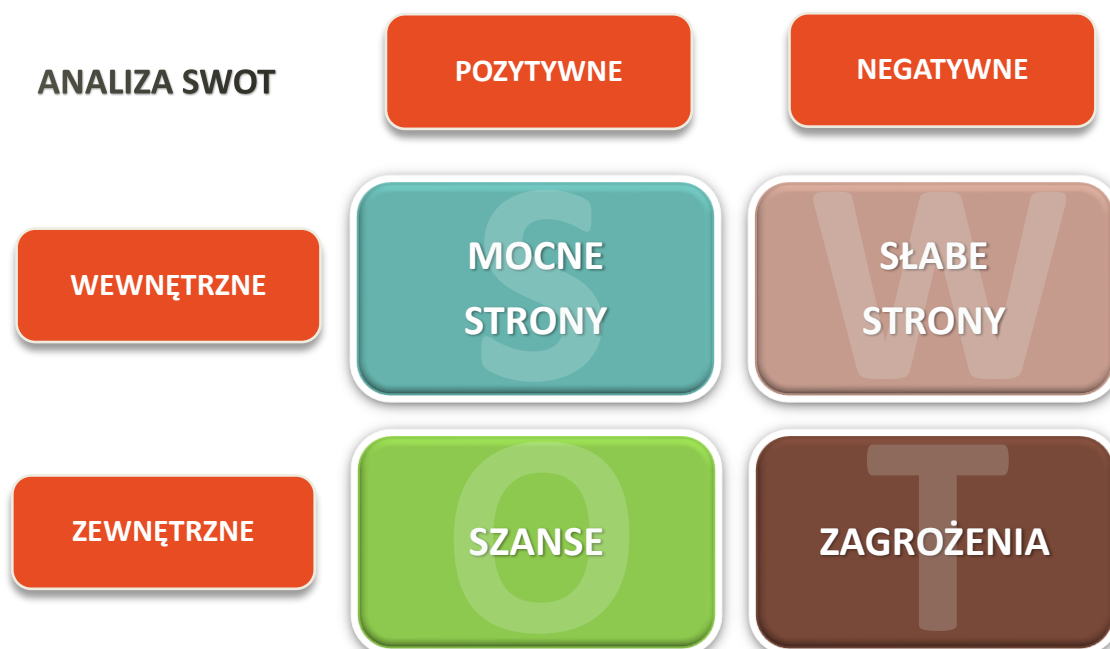 ANALIZA SWOT
POZYTYWNE
NEGATYWNE
WEWNĘTRZNE
S
MOCNE
STRONY
W
SŁABE
STRONY
ZEWNĘTRZNE
O
SZANSE
T
ZAGROŻENIA